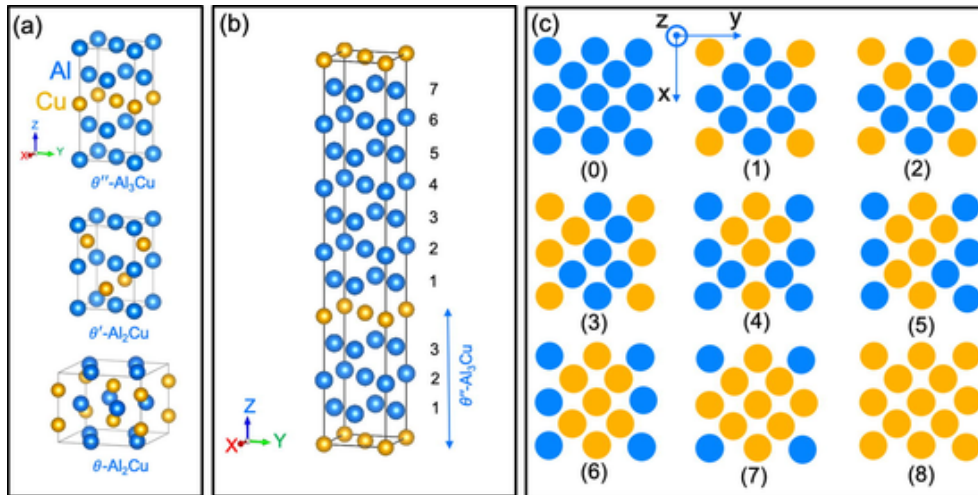 (a)
Al
Cu
Z
X
Y
θ''-Al₃Cu
θ'-Al₂Cu
θ-Al₂Cu
(b)
7
6
5
4
3
2
1
3
2
1
θ''-Al₃Cu
Z
X
Y
(c)
z
y
x
(0)
(1)
(2)
(3)
(4)
(5)
(6)
(7)
(8)